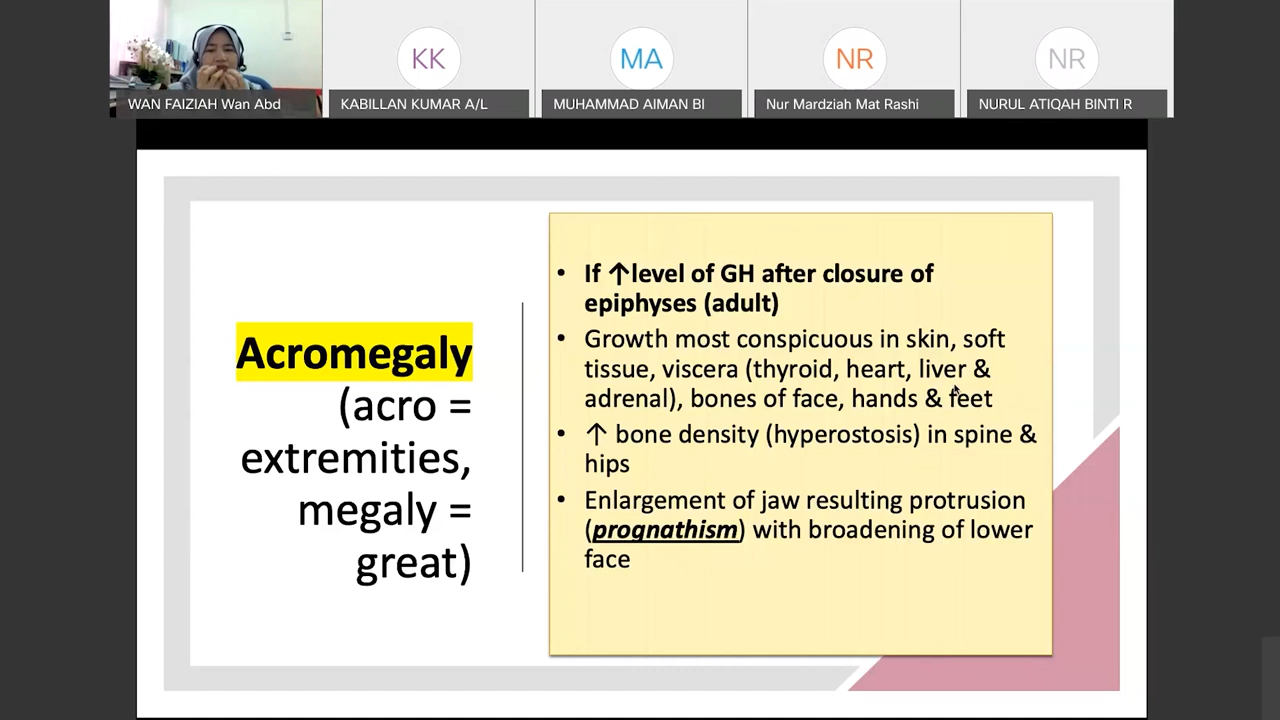 KK
MA
NR
NR
WAN FAIZIAH Wan Abd
KABILLAN KUMAR A/L
MUHAMMAD AIMAN BI
Nur Mardziah Mat Rashi
NURUL ATIQAH BINTI R
Acromegaly
(acro =
extremities,
megaly =
great)
• If ↑level of GH after closure of
epiphyses (adult)
• Growth most conspicuous in skin, soft
tissue, viscera (thyroid, heart, liver &
adrenal), bones of face, hands & feet
• ↑ bone density (hyperostosis) in spine &
hips
• Enlargement of jaw resulting protrusion
(prognathism) with broadening of lower
face